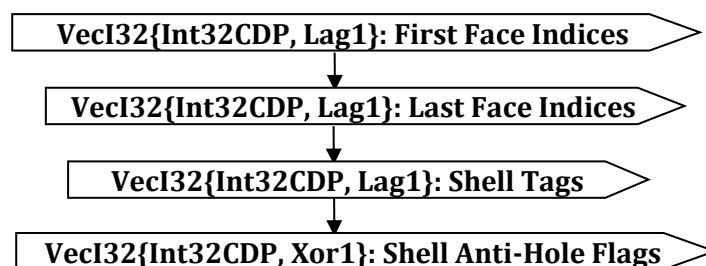 VecI32{Int32CDP, Lag1}: First Face Indices
VecI32{Int32CDP, Lag1}: Last Face Indices
VecI32{Int32CDP, Lag1}: Shell Tags
VecI32{Int32CDP, Xor1}: Shell Anti-Hole Flags